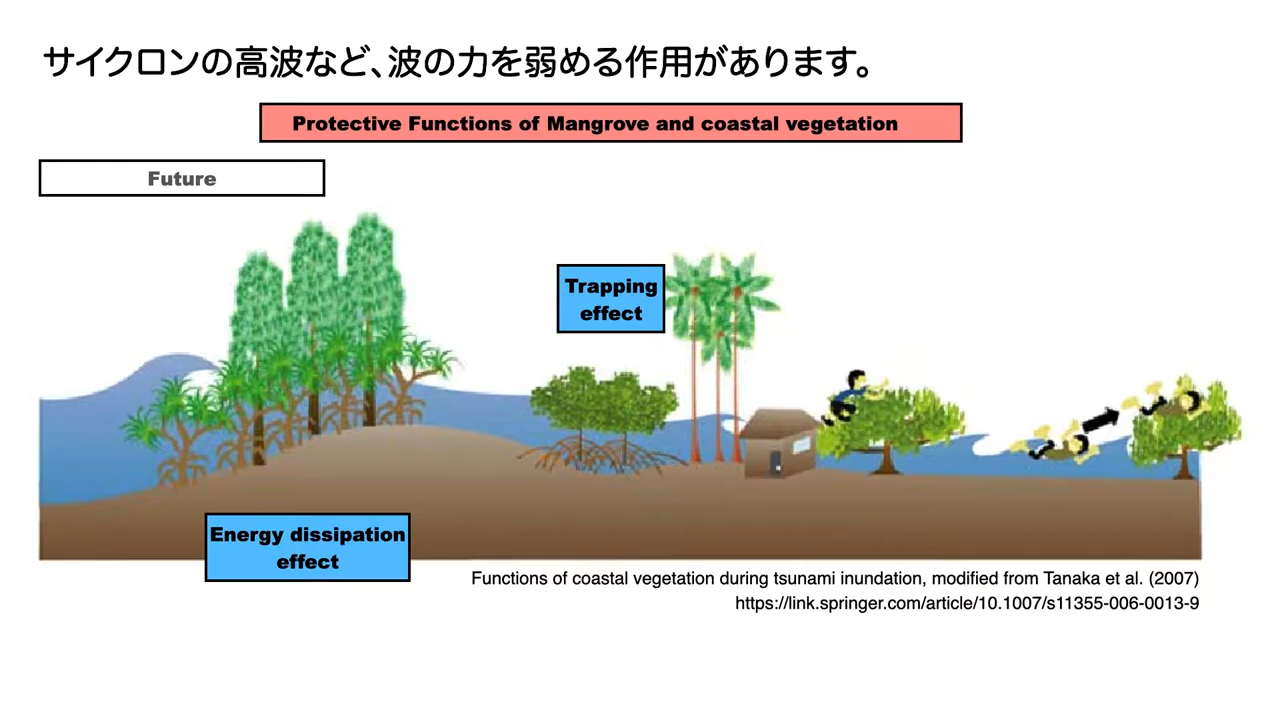 サイクロンの高波など、波の力を弱める作用があります。
Protective Functions of Mangrove and coastal vegetation
Future
Trapping
effect
Energy dissipation
effect
Functions of coastal vegetation during tsunami inundation, modified from Tanaka et al. (2007)
https://link.springer.com/article/10.1007/s11355-006-0013-9